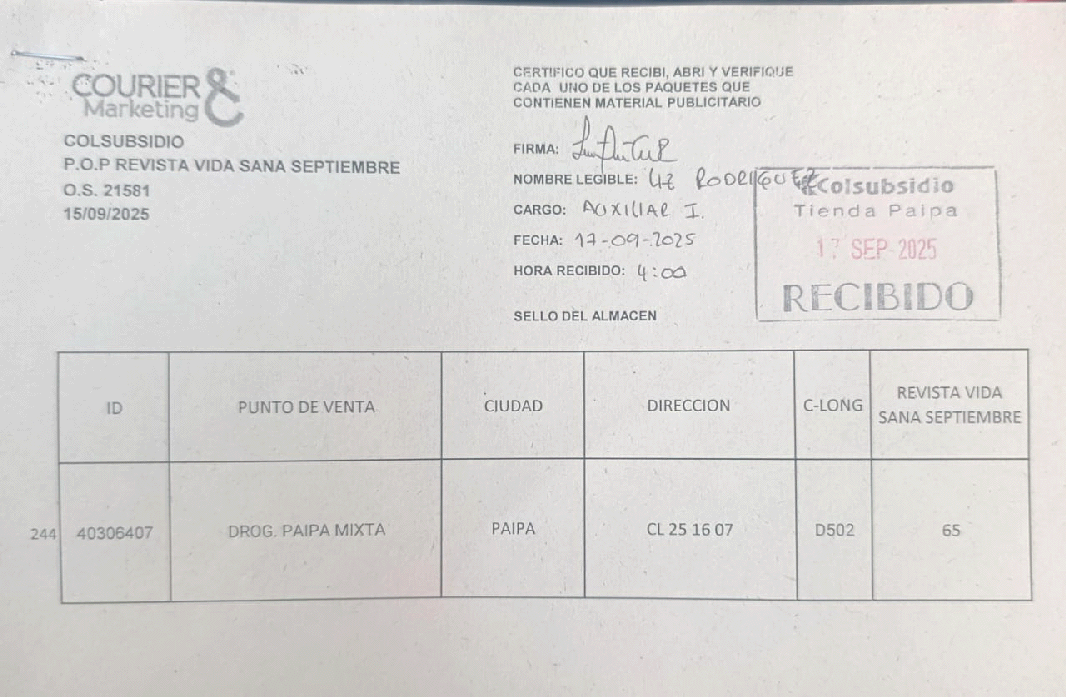 COURIER &
Marketing
COLSUBSIDIO
P.O.P REVISTA VIDA SANA SEPTIEMBRE
O.S. 21581
15/09/2025
CERTIFICO QUE RECIBI, ABRI Y VERIFIQUE
CADA UNO DE LOS PAQUETES QUE
CONTIENEN MATERIAL PUBLICITARIO
FIRMA:
NOMBRE LEGIBLE: RODRIGUEZ
CARGO: AUXILIAR I.
FECHA: 17-09-2025
HORA RECIBIDO: 4:00
SELLO DEL ALMACEN
Colsubsidio
Tienda Paipa
17 SEP 2025
RECIBIDO
ID PUNTO DE VENTA CIUDAD DIRECCION C-LONG REVISTA VIDA
SANA SEPTIEMBRE
244 40306407 DROG. PAIPA MIXTA PAIPA CL 25 16 07 D502 65